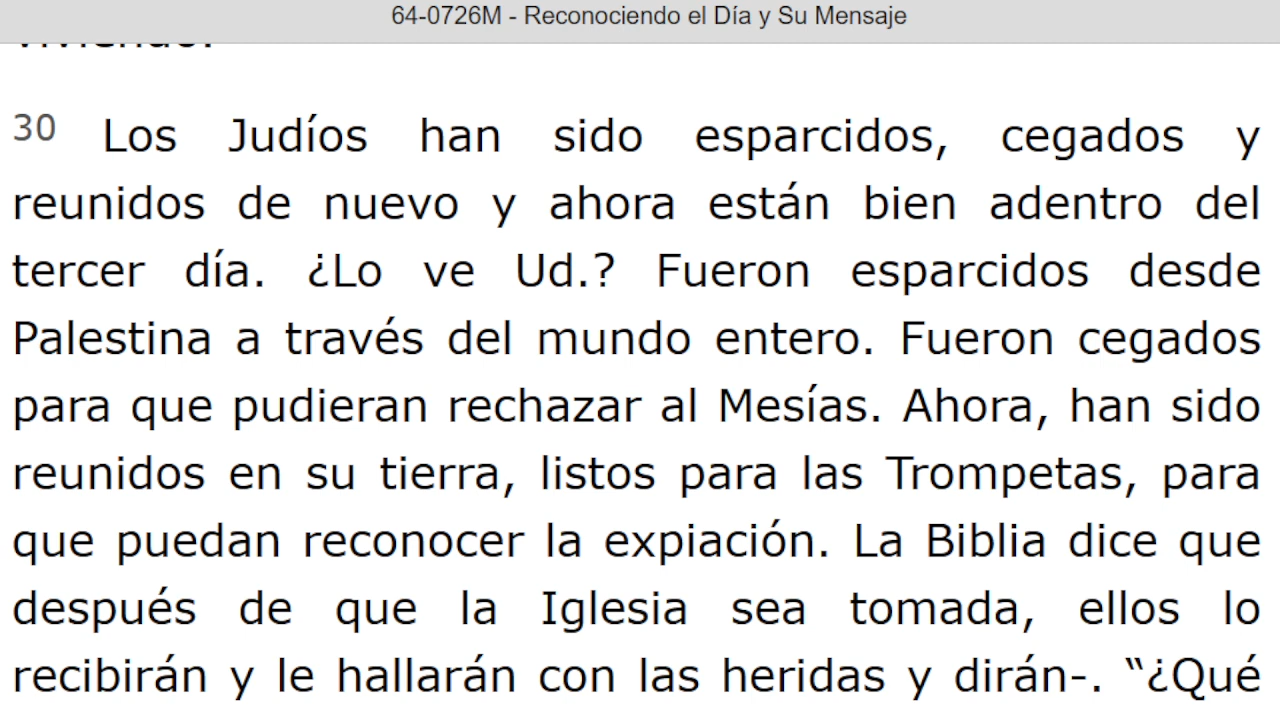 64-0726M - Reconociendo el Día y Su Mensaje
viviendo.
30 Los Judíos han sido esparcidos, cegados y
reunidos de nuevo y ahora están bien adentro del
tercer día. ¿Lo ve Ud.? Fueron esparcidos desde
Palestina a través del mundo entero. Fueron cegados
para que pudieran rechazar al Mesías. Ahora, han sido
reunidos en su tierra, listos para las Trompetas, para
que puedan reconocer la expiación. La Biblia dice que
después de que la Iglesia sea tomada, ellos lo
recibirán y le hallarán con las heridas y dirán-. “¿Qué